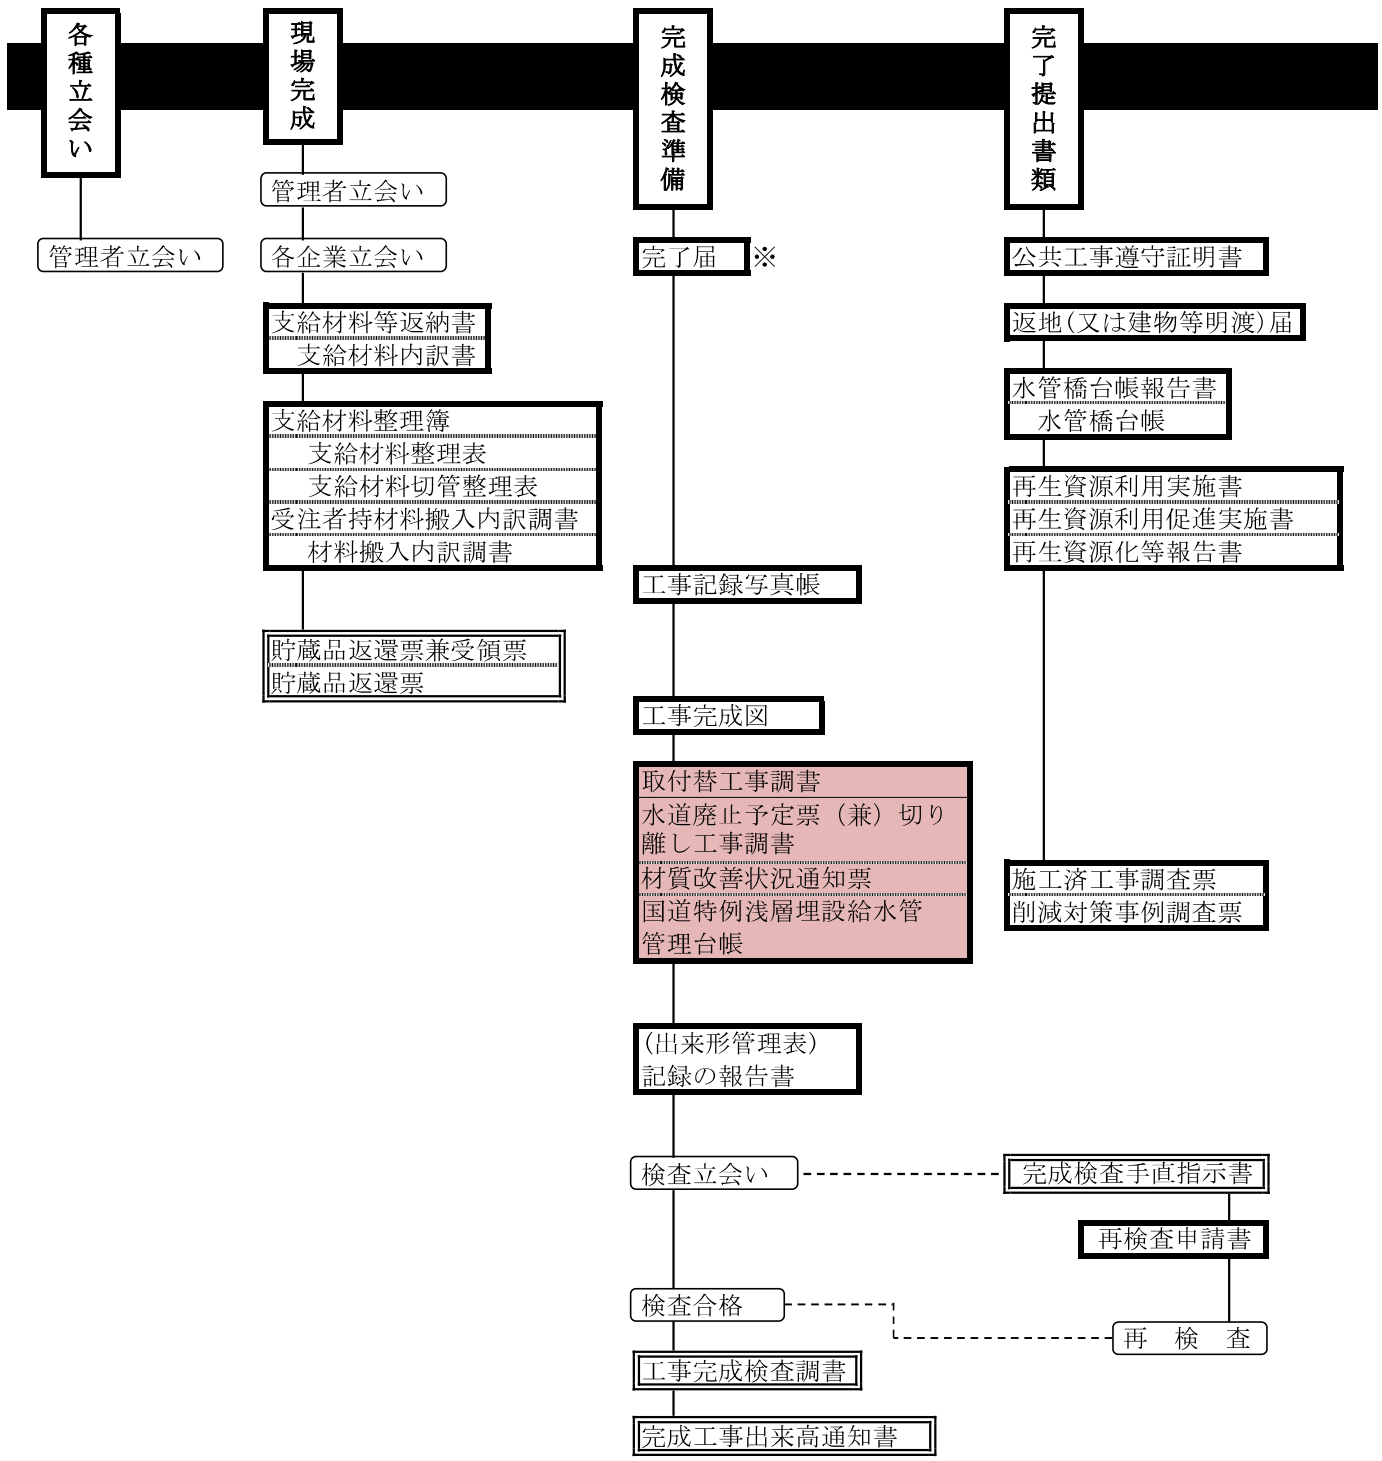 各種立会い
管理者立会い
現場完成
管理者立会い
各企業立会い
支給材料等返納書
支給材料内訳書
支給材料整理簿
支給材料整理表
支給材料切管整理表
受注者持材料搬入内訳調書
材料搬入内訳調書
貯蔵品返還票兼受領票
貯蔵品返還票
完成検査準備
完了届※
工事記録写真帳
工事完成図
取付替工事調書
水道廃止予定票（兼）切り
離し工事調書
材質改善状況通知票
国道特例浅層埋設給水管
管理台帳
(出来形管理表)
記録の報告書
検査立会い
検査合格
工事完成検査調書
完成工事出来高通知書
完了提出書類
公共工事遵守証明書
返地(又は建物等明渡)届
水管橋台帳報告書
水管橋台帳
再生資源利用実施書
再生資源利用促進実施書
再生資源化等報告書
施工済工事調査票
削減対策事例調査票
完成検査手直指示書
再検査申請書
再　検　査